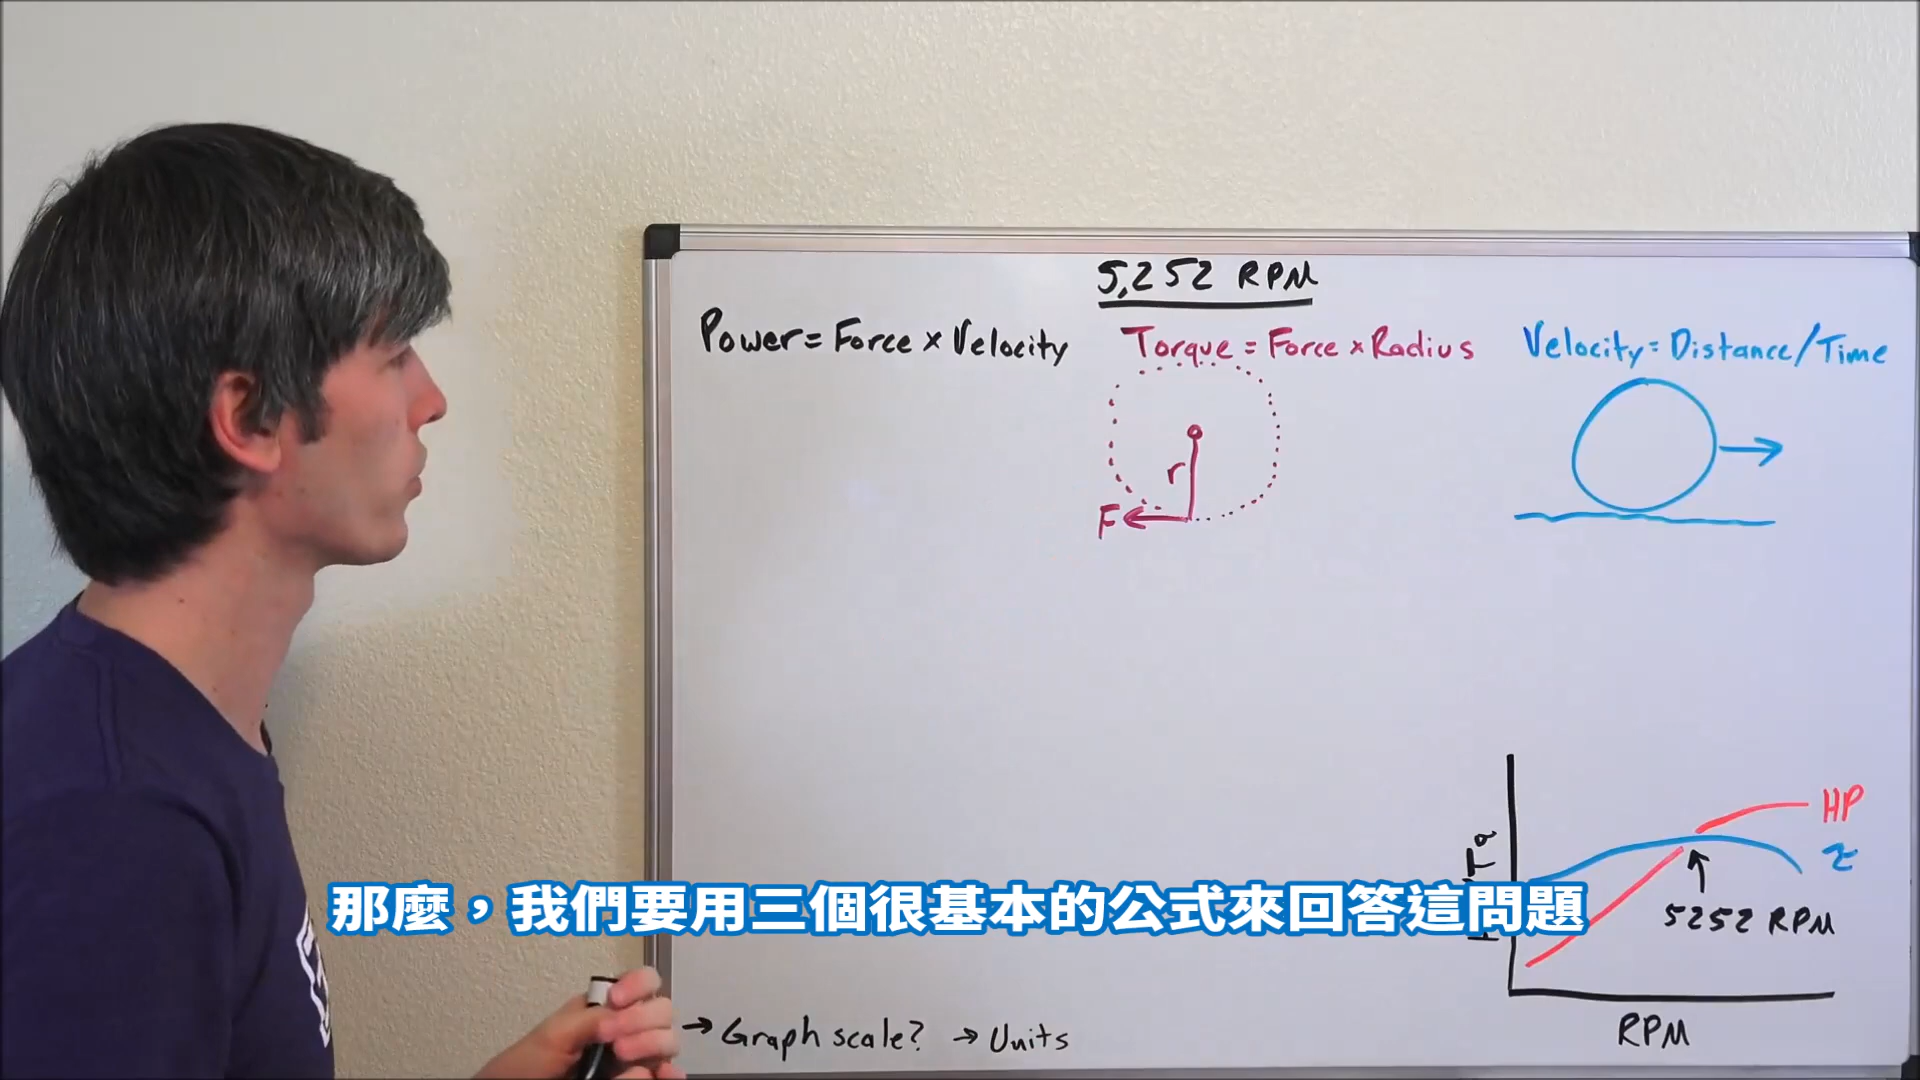 5,252 RPM
Power = Force × Velocity
Torque = Force × Radius
Velocity = Distance/Time
r
F
HP
τ
5252 RPM
RPM
那麼，我們要用三個很基本的公式來回答這問題
→ Graph scale? → Units